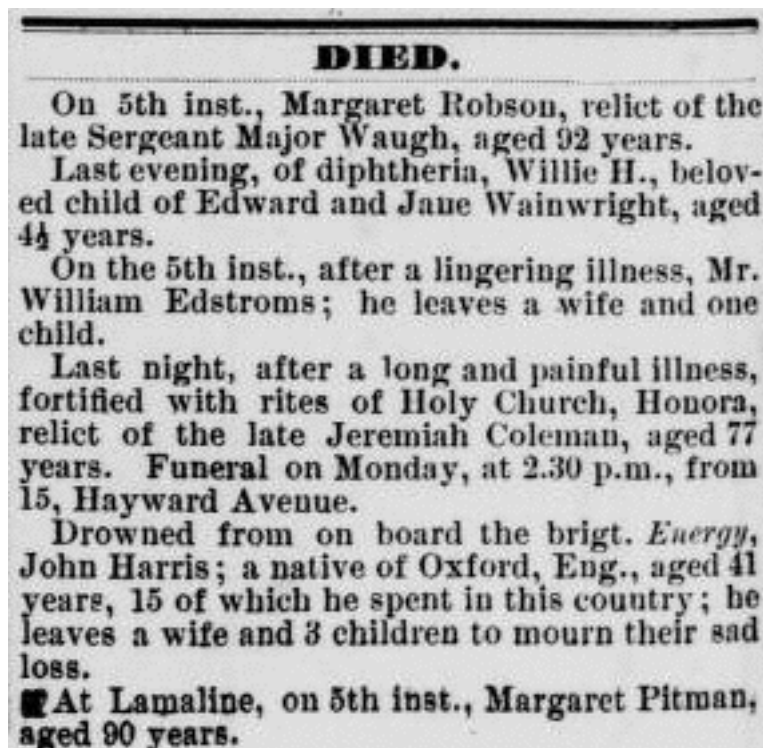 DIED.
On 5th inst., Margaret Robson, relict of the
late Sergeant Major Waugh, aged 92 years.
Last evening, of diphtheria, Willie H., belov-
ed child of Edward and Jane Wainwright, aged
4½ years.
On the 5th inst., after a lingering illness, Mr.
William Edstroms; he leaves a wife and one
child.
Last night, after a long and painful illness,
fortified with rites of Holy Church, Honora,
relict of the late Jeremiah Coleman, aged 77
years. Funeral on Monday, at 2.30 p.m., from
15, Hayward Avenue.
Drowned from on board the brigt. Energy,
John Harris; a native of Oxford, Eng., aged 41
years, 15 of which he spent in this country; he
leaves a wife and 3 children to mourn their sad
loss.
At Lamaline, on 5th inst., Margaret Pitman,
aged 90 years.